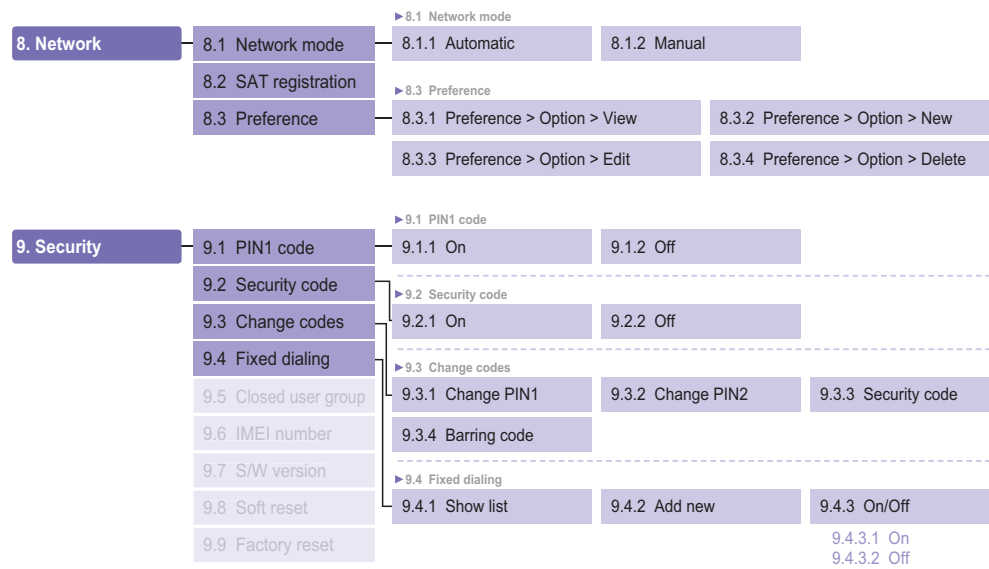 ►8.1 Network mode
8. Network
8.1 Network mode
8.1.1 Automatic
8.1.2 Manual
8.2 SAT registration
►8.3 Preference
8.3 Preference
8.3.1 Preference > Option > View
8.3.2 Preference > Option > New
8.3.3 Preference > Option > Edit
8.3.4 Preference > Option > Delete
►9.1 PIN1 code
9. Security
9.1 PIN1 code
9.1.1 On
9.1.2 Off
9.2 Security code
►9.2 Security code
9.3 Change codes
9.2.1 On
9.2.2 Off
9.4 Fixed dialing
►9.3 Change codes
9.5 Closed user group
9.3.1 Change PIN1
9.3.2 Change PIN2
9.3.3 Security code
9.6 IMEI number
9.3.4 Barring code
9.7 S/W version
►9.4 Fixed dialing
9.8 Soft reset
9.4.1 Show list
9.4.2 Add new
9.4.3 On/Off
9.9 Factory reset
9.4.3.1 On
9.4.3.2 Off